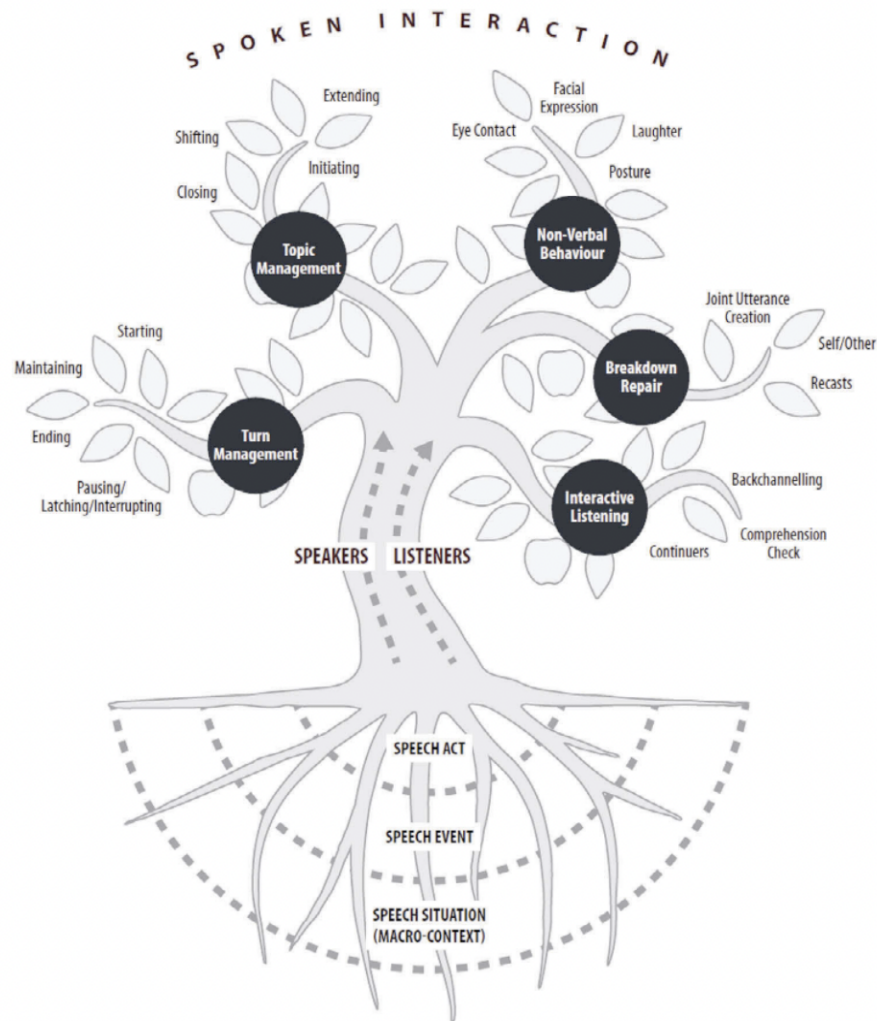 SPOKEN INTERACTION
Extending
Shifting
Initiating
Closing
Topic
Management
Facial
Expression
Eye Contact
Laughter
Posture
Non-Verbal
Behaviour
Joint Utterance
Creation
Self/Other
Recasts
Breakdown
Repair
Starting
Maintaining
Ending
Pausing/
Latching/Interrupting
Turn
Management
Interactive
Listening
Backchannelling
Comprehension
Check
Continuers
SPEAKERS LISTENERS
SPEECH ACT
SPEECH EVENT
SPEECH SITUATION
(MACRO-CONTEXT)